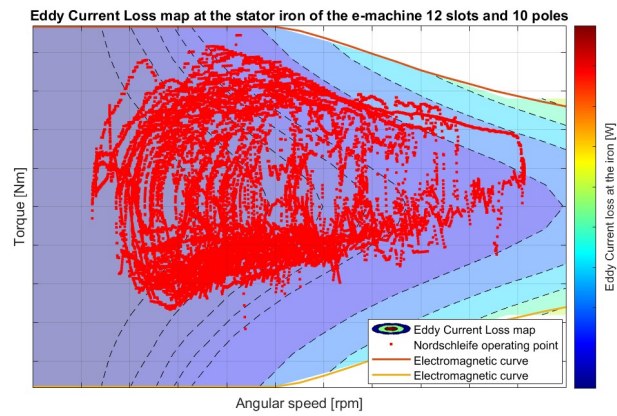 Eddy Current Loss map at the stator iron of the e-machine 12 slots and 10 poles
Torque [Nm]
Eddy Current loss at the iron [W]
Eddy Current Loss map
Nordschleife operating point
Electromagnetic curve
Electromagnetic curve
Angular speed [rpm]